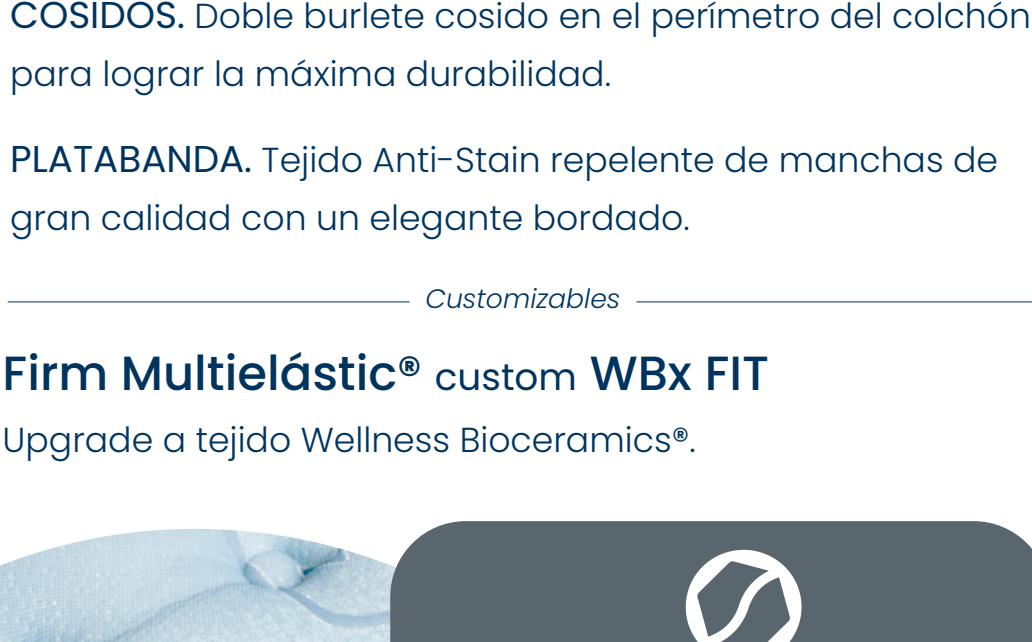 COSIDOS. Doble burlete cosido en el perímetro del colchón
para lograr la máxima durabilidad.
PLATABANDA. Tejido Anti-Stain repelente de manchas de
gran calidad con un elegante bordado.
Customizables
Firm Multielástic® custom WBx FIT
Upgrade a tejido Wellness Bioceramics®.